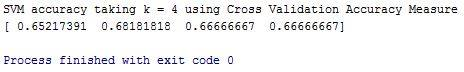 SVM accuracy taking k = 4 using Cross Validation Accuracy Measure
[ 0.65217391  0.68181818  0.66666667  0.66666667]
Process finished with exit code 0